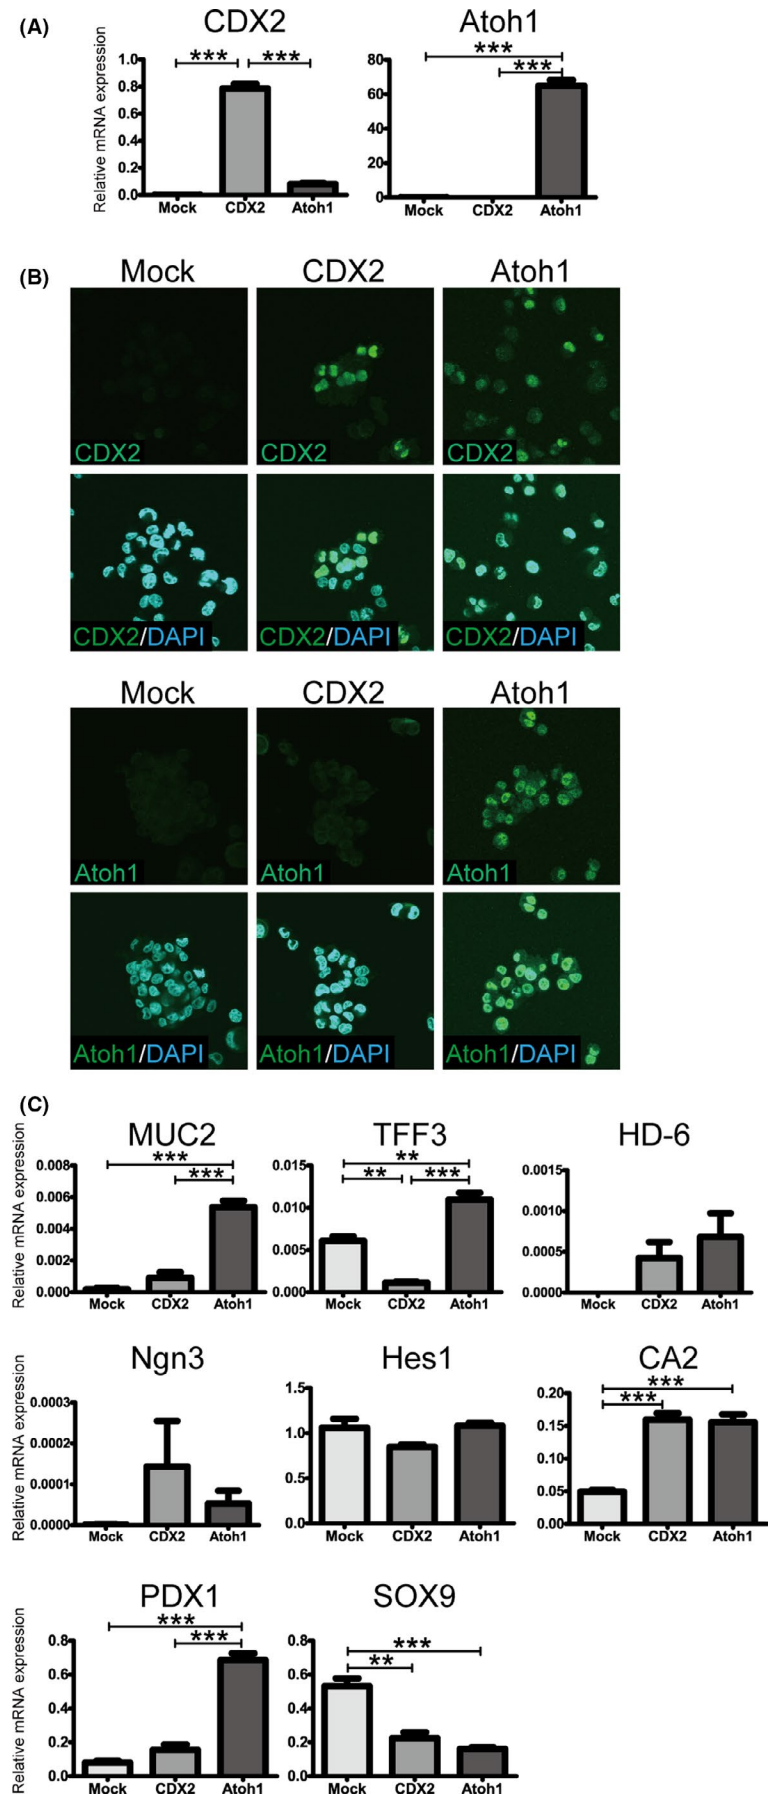 (A)
CDX2 Atoh1
Relative mRNA expression
1.0 0.8 0.6 0.4 0.2 0.0
*** ***
Mock CDX2 Atoh1
80 60 40 20 0
***
***
Mock CDX2 Atoh1
(B)
Mock CDX2 Atoh1
CDX2 CDX2 CDX2
CDX2/DAPI CDX2/DAPI CDX2/DAPI
Mock CDX2 Atoh1
Atoh1 Atoh1 Atoh1
Atoh1/DAPI Atoh1/DAPI Atoh1/DAPI
(C)
MUC2 TFF3 HD-6
Relative mRNA expression
0.008 0.006 0.004 0.002 0.000
***
***
Mock CDX2 Atoh1
0.015 0.010 0.005 0.000
**
** ***
Mock CDX2 Atoh1
0.0015 0.0010 0.0005 0.0000
Mock CDX2 Atoh1
Ngn3 Hes1 CA2
Relative mRNA expression
0.0003 0.0002 0.0001 0.0000
Mock CDX2 Atoh1
1.5 1.0 0.5 0.0
Mock CDX2 Atoh1
0.20 0.15 0.10 0.05 0.00
***
***
Mock CDX2 Atoh1
PDX1 SOX9
Relative mRNA expression
0.8 0.6 0.4 0.2 0.0
***
***
Mock CDX2 Atoh1
0.8 0.6 0.4 0.2 0.0
***
**
Mock CDX2 Atoh1